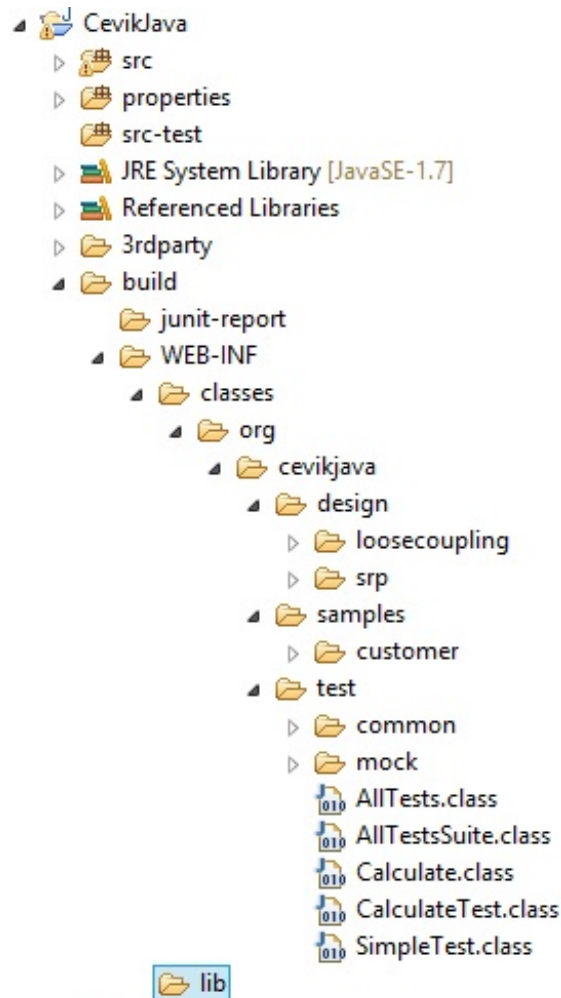 CevikJava
src
properties
src-test
JRE System Library [JavaSE-1.7]
Referenced Libraries
3rdparty
build
junit-report
WEB-INF
classes
org
cevikjava
design
loosecoupling
srp
samples
customer
test
common
mock
AllTests.class
AllTestsSuite.class
Calculate.class
CalculateTest.class
SimpleTest.class
lib